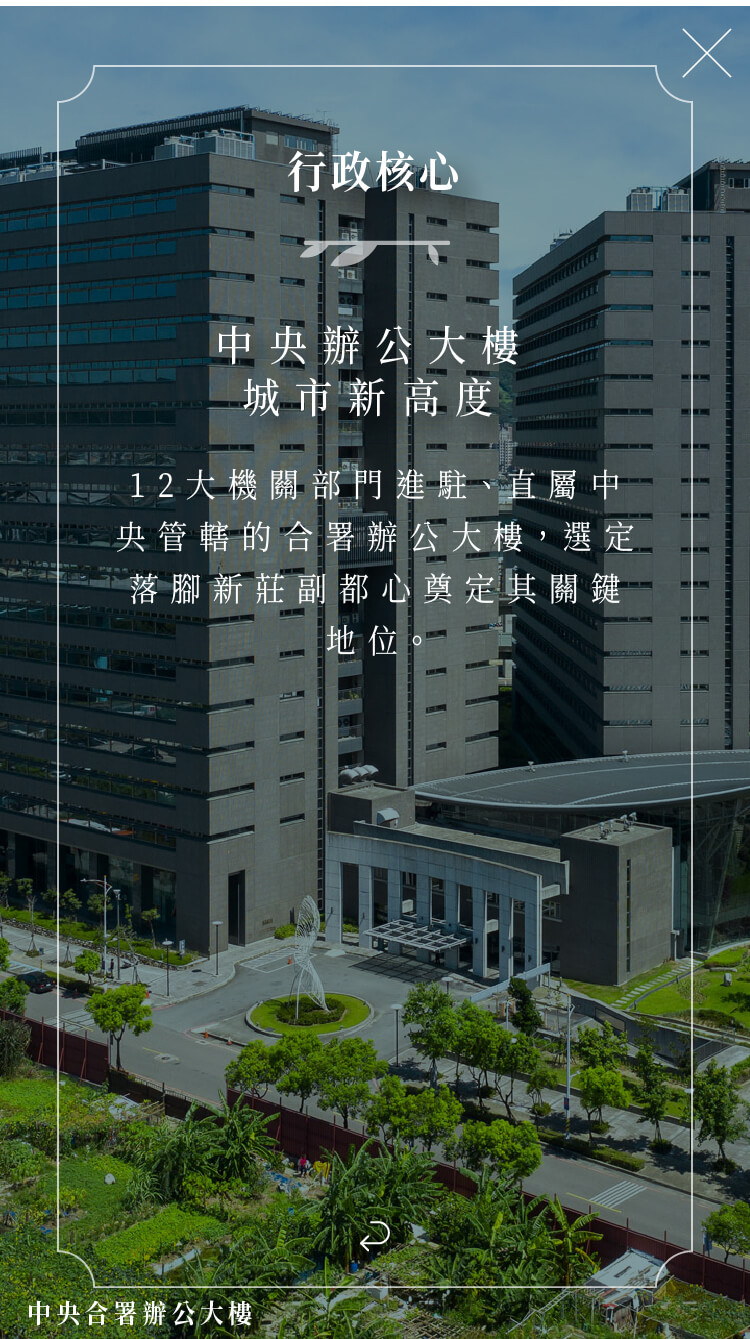 行政核心
中央辦公大樓
城市新高度
12大機關部門進駐、直屬中
央管轄的合署辦公大樓，選定
落腳新莊副都心奠定其關鍵
地位。
中央合署辦公大樓